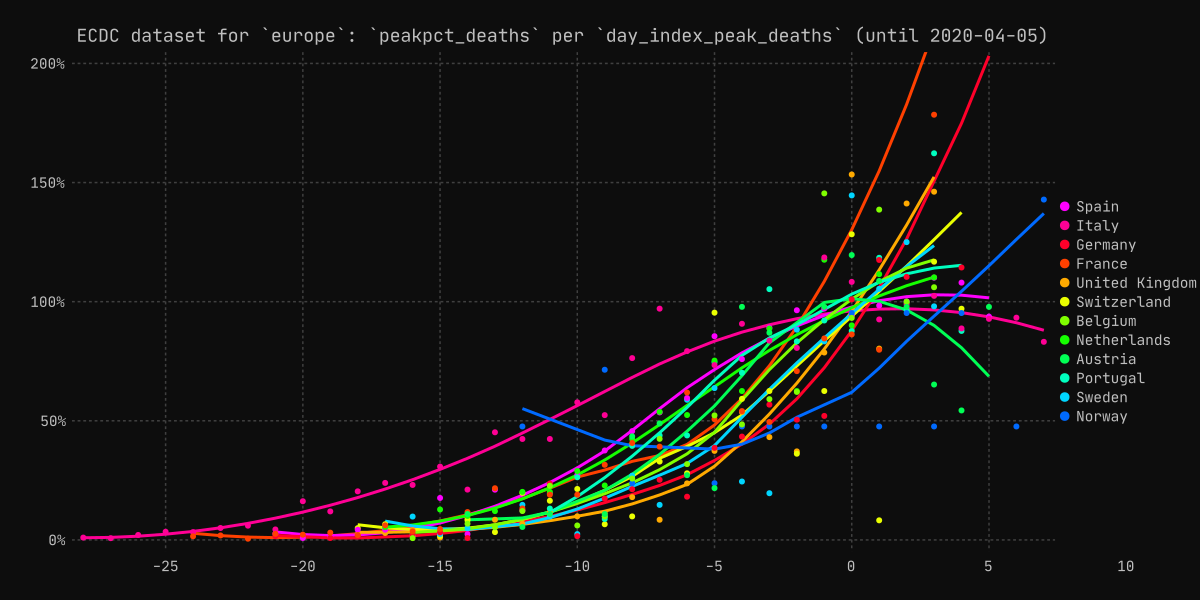 ECDC dataset for `europe`: `peakpct_deaths` per `day_index_peak_deaths` (until 2020-04-05)
200%
150%
100%
50%
0%
-25 -20 -15 -10 -5 0 5 10
Spain
Italy
Germany
France
United Kingdom
Switzerland
Belgium
Netherlands
Austria
Portugal
Sweden
Norway